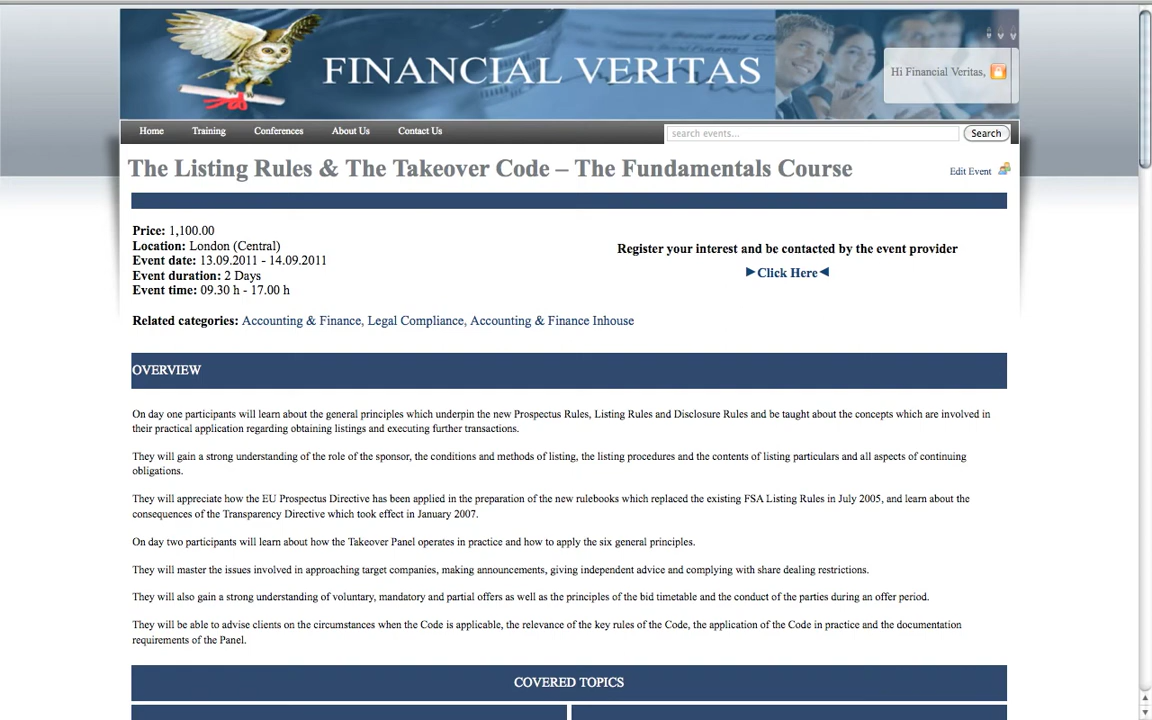 FINANCIAL VERITAS
Hi Financial Veritas,
Home Training Conferences About Us Contact Us
search events...
Search
The Listing Rules & The Takeover Code – The Fundamentals Course
Edit Event
Price: 1,100.00
Location: London (Central)
Event date: 13.09.2011 - 14.09.2011
Event duration: 2 Days
Event time: 09.30 h - 17.00 h
Register your interest and be contacted by the event provider
Click Here
Related categories: Accounting & Finance, Legal Compliance, Accounting & Finance Inhouse
OVERVIEW
On day one participants will learn about the general principles which underpin the new Prospectus Rules, Listing Rules and Disclosure Rules and be taught about the concepts which are involved in
their practical application regarding obtaining listings and executing further transactions.
They will gain a strong understanding of the role of the sponsor, the conditions and methods of listing, the listing procedures and the contents of listing particulars and all aspects of continuing
obligations.
They will appreciate how the EU Prospectus Directive has been applied in the preparation of the new rulebooks which replaced the existing FSA Listing Rules in July 2005, and learn about the
consequences of the Transparency Directive which took effect in January 2007.
On day two participants will learn about how the Takeover Panel operates in practice and how to apply the six general principles.
They will master the issues involved in approaching target companies, making announcements, giving independent advice and complying with share dealing restrictions.
They will also gain a strong understanding of voluntary, mandatory and partial offers as well as the principles of the bid timetable and the conduct of the parties during an offer period.
They will be able to advise clients on the circumstances when the Code is applicable, the relevance of the key rules of the Code, the application of the Code in practice and the documentation
requirements of the Panel.
COVERED TOPICS